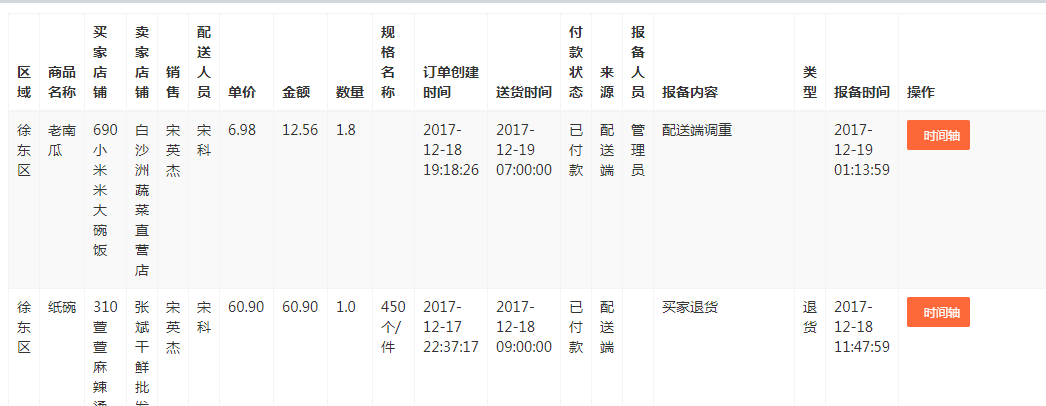 区域 商品名称 买家店铺 卖家店铺 销售 配送人员 单价 金额 数量 规格名称 订单创建时间 送货时间 付款状态 来源 报备人员 报备内容 类型 报备时间 操作
徐东区 老南瓜 690小米米大碗饭 白沙洲蔬菜直营店 宋英杰 宋科 6.98 12.56 1.8 2017-12-18 19:18:26 2017-12-19 07:00:00 已付款 配送端 管理员 配送端调重 2017-12-19 01:13:59 时间轴
徐东区 纸碗 310萱萱麻辣 张斌干鲜批 宋英杰 宋科 60.90 60.90 1.0 450个/件 2017-12-17 22:37:17 2017-12-18 09:00:00 已付款 配送端 买家退货 退货 2017-12-18 11:47:59 时间轴